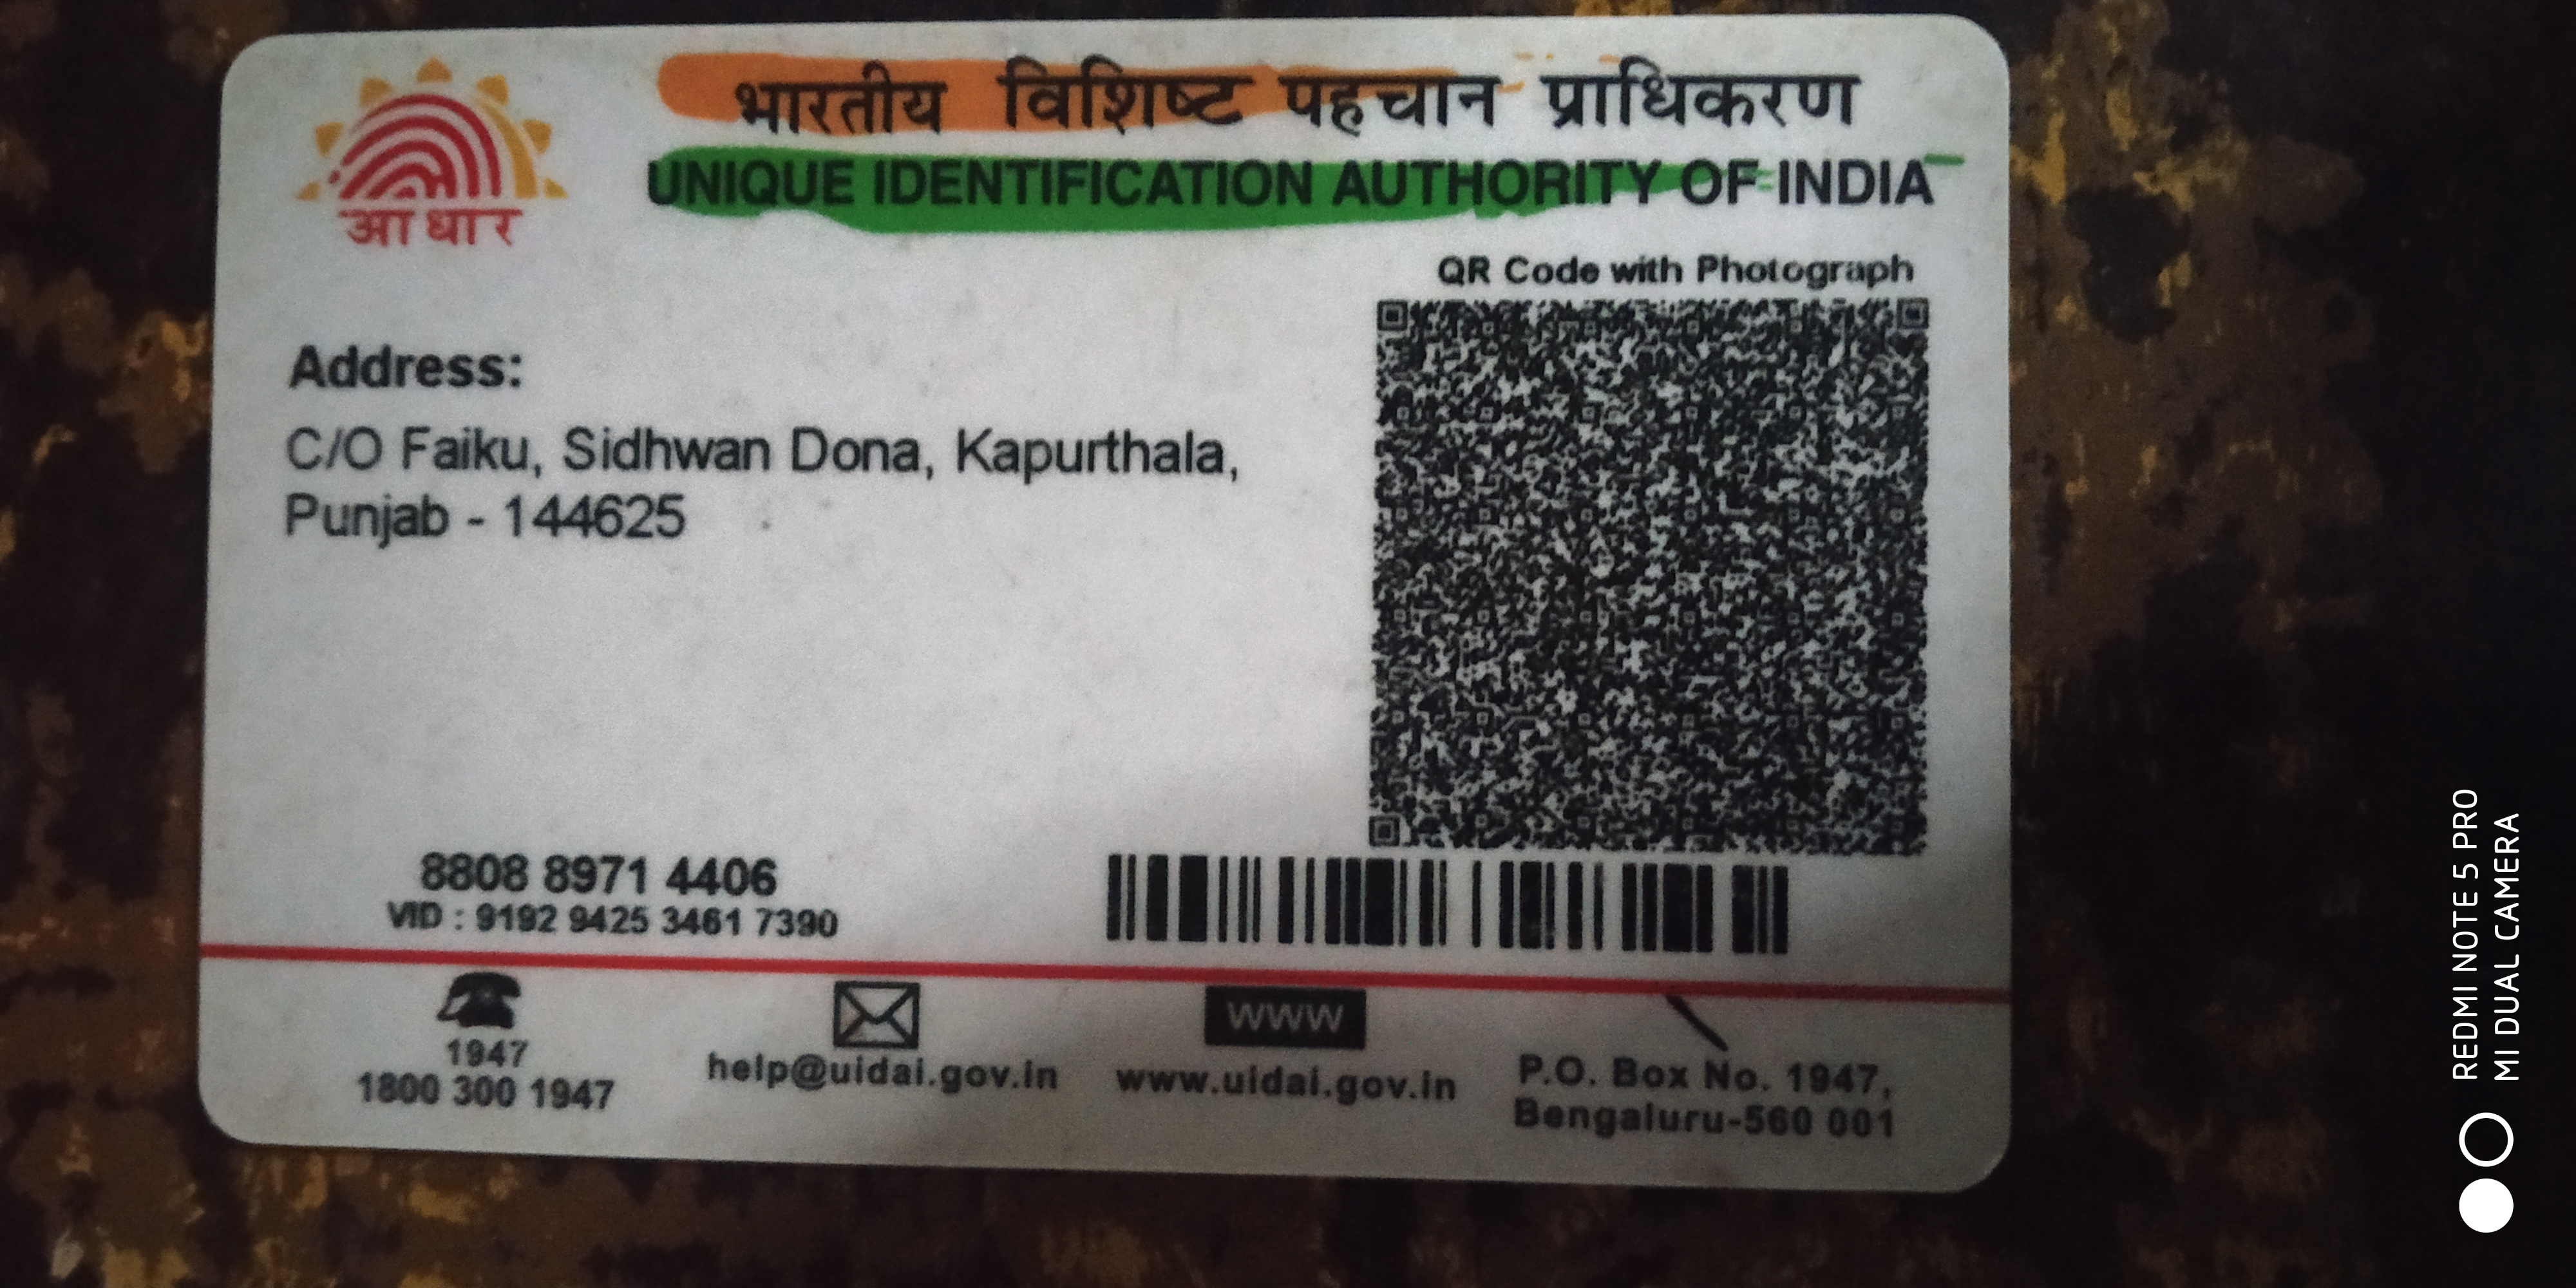 भारतीय विशिष्ट पहचान प्राधिकरण
UNIQUE IDENTIFICATION AUTHORITY OF INDIA
आधार
QR Code with Photograph
Address:
C/O Faiku, Sidhwan Dona, Kapurthala,
Punjab - 144625
8808 8971 4406
VID : 9192 9425 3461 7390
1947
1800 300 1947
help@uidai.gov.in
www
www.uidai.gov.in
P.O. Box No. 1947,
Bengaluru-560 001
REDMI NOTE 5 PRO
MI DUAL CAMERA